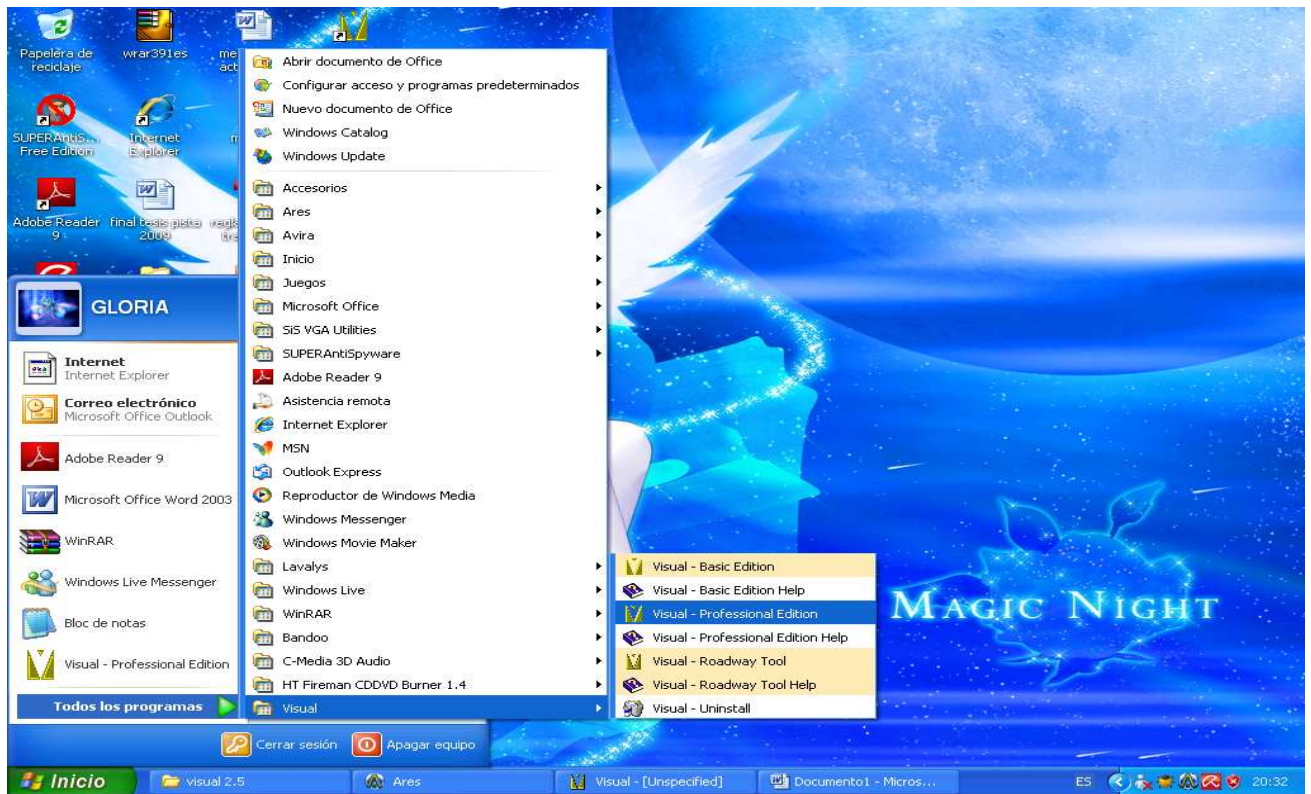 Papelera de
reciclaje
wrar391es
SUPERAntiS...
Free Edition
Internet
Explorer
Adobe Reader
9
final tesis piska
2009
GLORIA
Internet
Internet Explorer
Correo electrónico
Microsoft Office Outlook
Adobe Reader 9
Microsoft Office Word 2003
WinRAR
Windows Live Messenger
Bloc de notas
Visual - Professional Edition
Todos los programas
Abrir documento de Office
Configurar acceso y programas predeterminados
Nuevo documento de Office
Windows Catalog
Windows Update
Accesorios
Ares
Avira
Inicio
Juegos
Microsoft Office
SiS VGA Utilities
SUPERAntiSpyware
Adobe Reader 9
Asistencia remota
Internet Explorer
MSN
Outlook Express
Reproductor de Windows Media
Windows Messenger
Windows Movie Maker
Lavalys
Windows Live
WinRAR
Bandoo
C-Media 3D Audio
HT Fireman CDDVD Burner 1.4
Visual
Visual - Basic Edition
Visual - Basic Edition Help
Visual - Professional Edition
Visual - Professional Edition Help
Visual - Roadway Tool
Visual - Roadway Tool Help
Visual - Uninstall
MAGIC NIGHT
Cerrar sesión
Apagar equipo
Inicio
visual 2.5
Ares
Visual - [Unspecified]
Documento1 - Micros...
ES
20:32